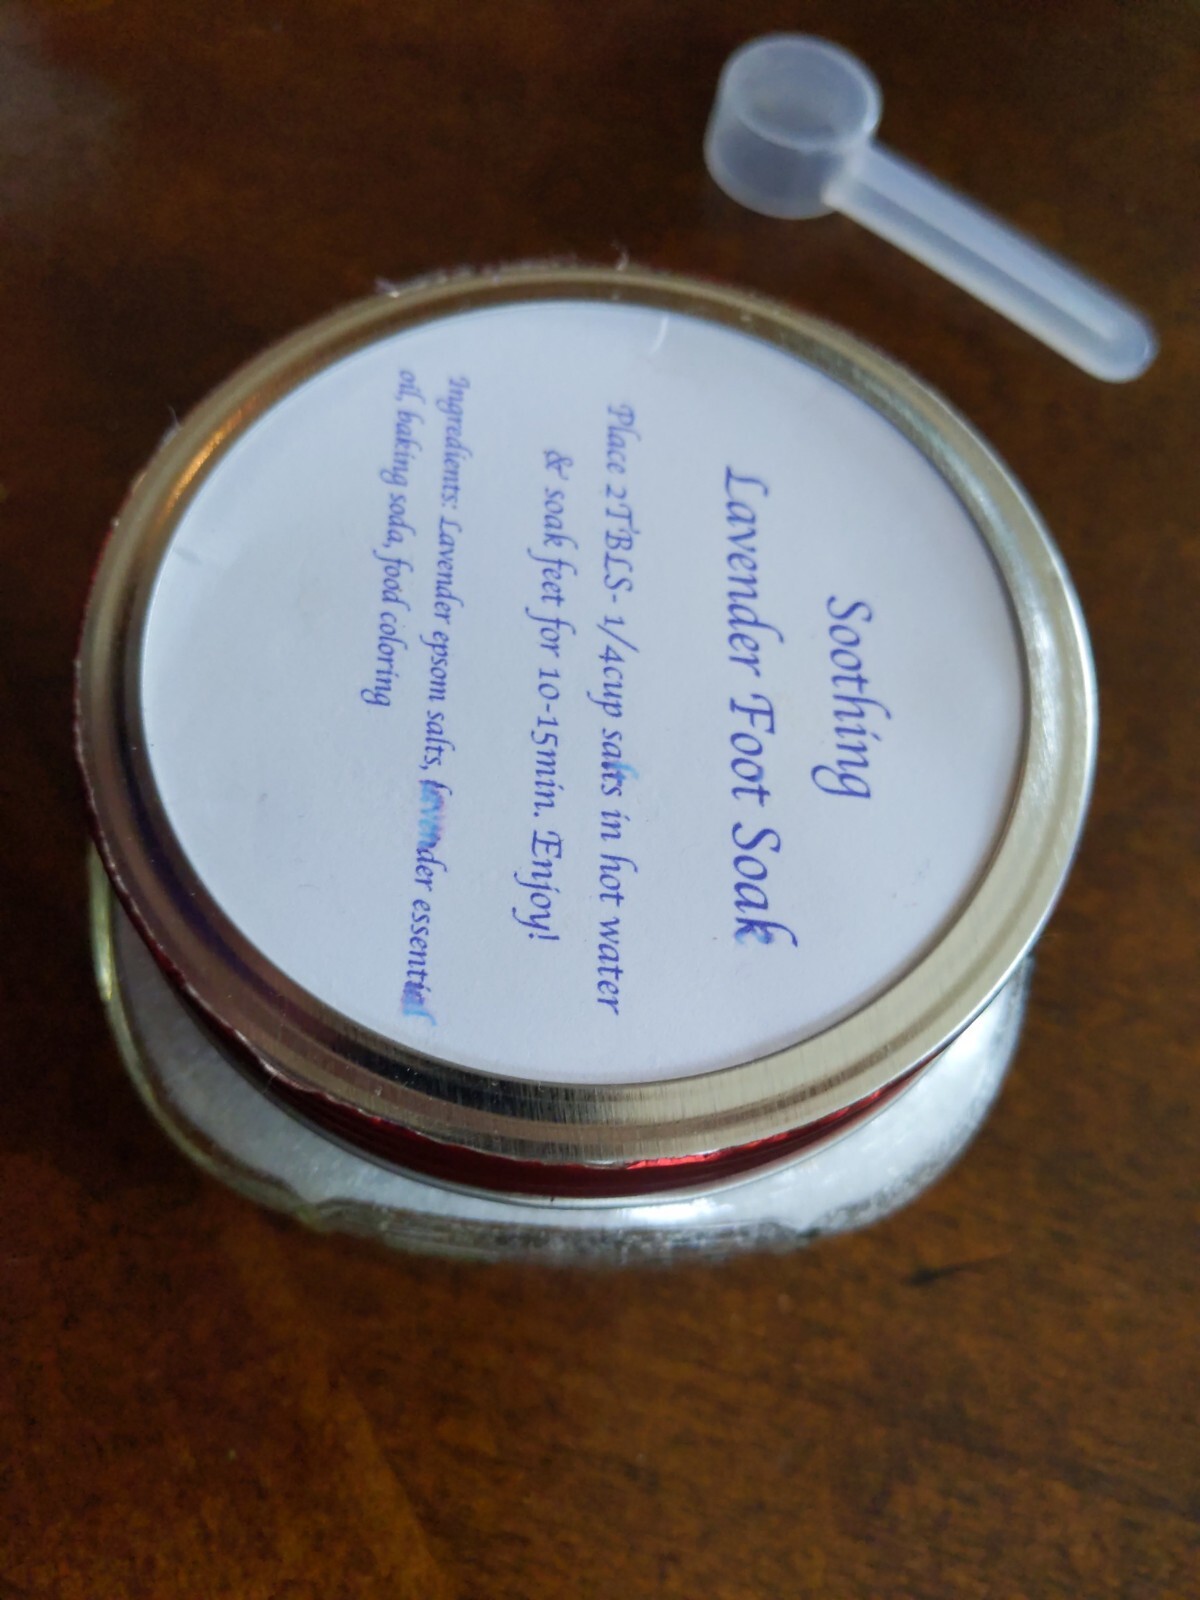 Soothing
Lavender Foot Soak
Place 2TBLS- 1/4cup salts in hot water
& soak feet for 10-15min. Enjoy!
Ingredients: Lavender epsom salts, lavender essential
oil, baking soda, food coloring